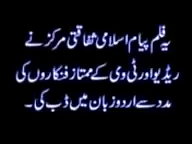 یہ فلم پیام اسلامی ثقافتی مرکز نے
ریڈیو اور ٹی وی کے ممتاز فنکاروں کی
مدد سے اردو زبان میں ڈب کی۔